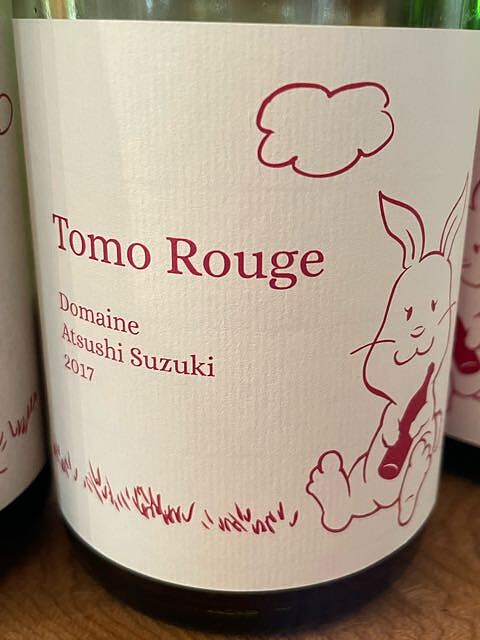 Tomo Rouge
Domaine
Atsushi Suzuki
2017